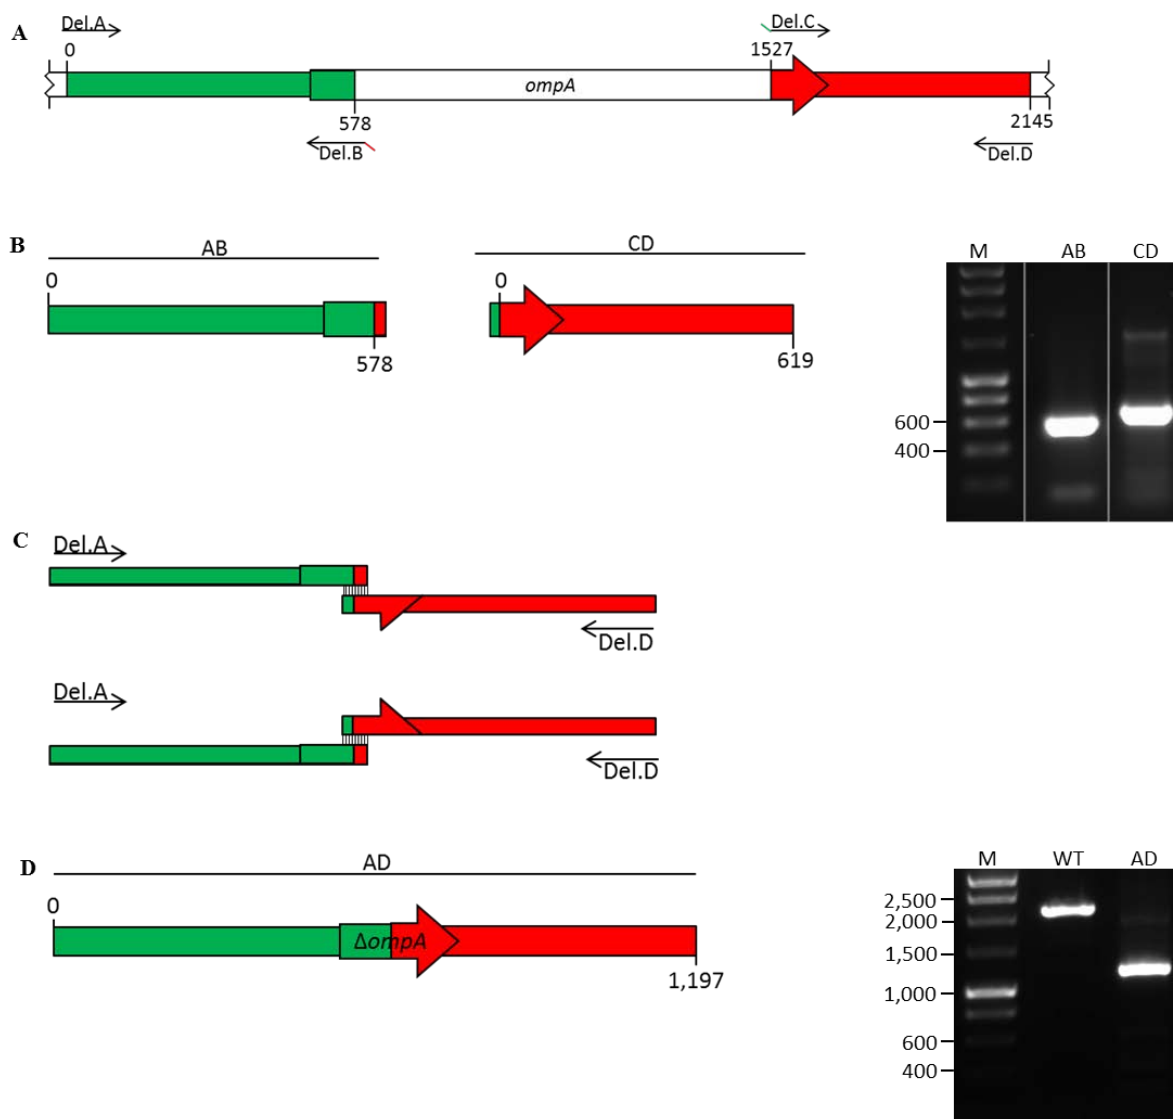 A
Del.A
Del.C
0
1527
ompA
578
2145
Del.B
Del.D
B
AB
CD
0
0
578
619
M AB CD
600
400
C
Del.A
Del.D
Del.A
Del.D
D
AD
0
ΔompA
1,197
M WT AD
2,500
2,000
1,500
1,000
600
400